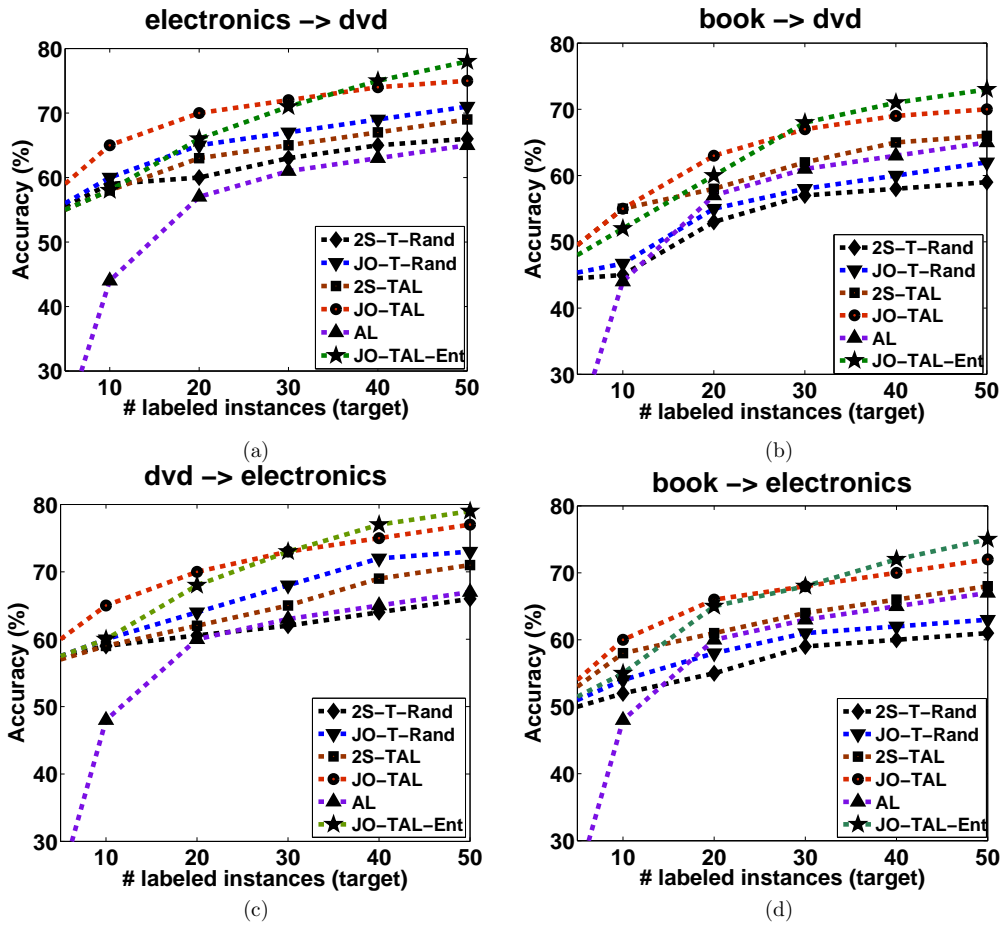 electronics −> dvd
80
70
60
50
40
30
Accuracy (%)
10 20 30 40 50
# labeled instances (target)
2S−T−Rand
JO−T−Rand
2S−TAL
JO−TAL
AL
JO−TAL−Ent
(a)
book −> dvd
80
70
60
50
40
30
Accuracy (%)
10 20 30 40 50
# labeled instances (target)
2S−T−Rand
JO−T−Rand
2S−TAL
JO−TAL
AL
JO−TAL−Ent
(b)
dvd −> electronics
80
70
60
50
40
30
Accuracy (%)
10 20 30 40 50
# labeled instances (target)
2S−T−Rand
JO−T−Rand
2S−TAL
JO−TAL
AL
JO−TAL−Ent
(c)
book −> electronics
80
70
60
50
40
30
Accuracy (%)
10 20 30 40 50
# labeled instances (target)
2S−T−Rand
JO−T−Rand
2S−TAL
JO−TAL
AL
JO−TAL−Ent
(d)